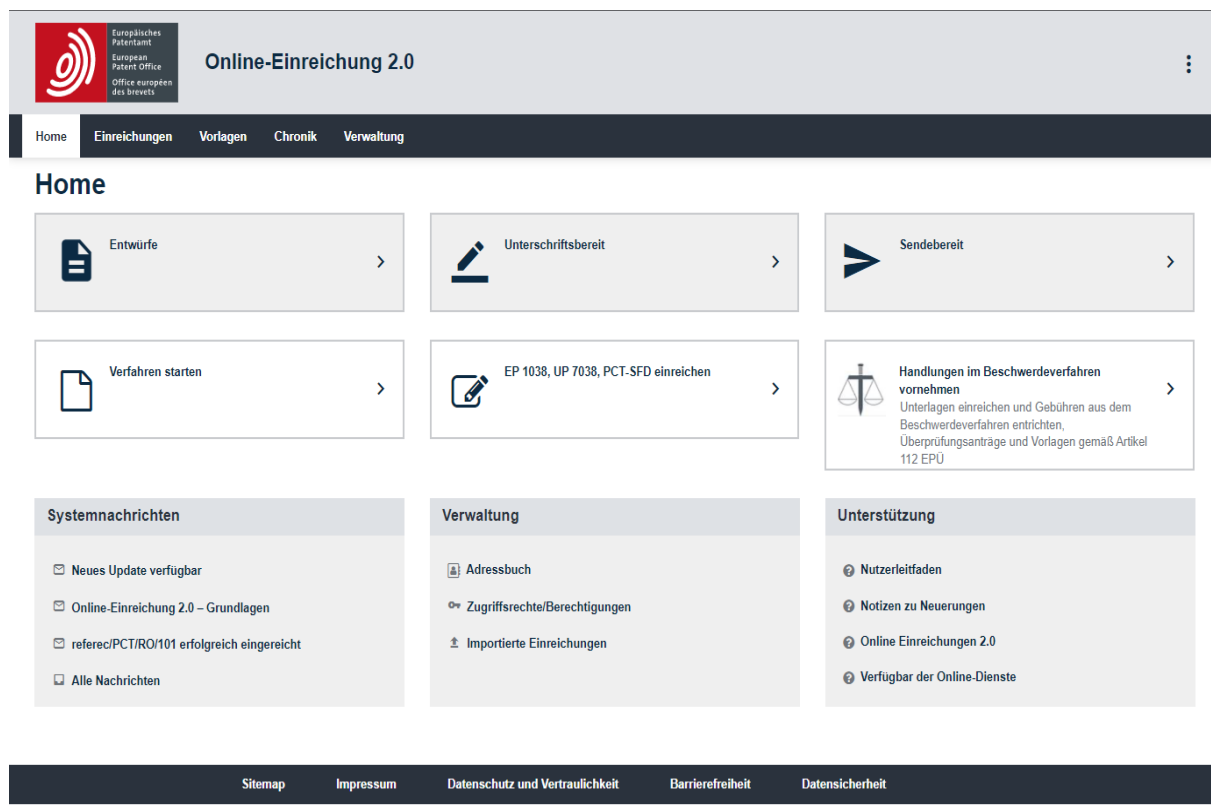 Europäisches
Patentamt
European
Patent Office
Office européen
des brevets
Online-Einreichung 2.0
Home Einreichungen Vorlagen Chronik Verwaltung
Home
Entwürfe
Unterschriftsbereit
Sendebereit
Verfahren starten
EP 1038, UP 7038, PCT-SFD einreichen
Handlungen im Beschwerdeverfahren
vornehmen
Unterlagen einreichen und Gebühren aus dem
Beschwerdeverfahren entrichten,
Überprüfungsanträge und Vorlagen gemäß Artikel
112 EPÜ
Systemnachrichten
Neues Update verfügbar
Online-Einreichung 2.0 – Grundlagen
referec/PCT/RO/101 erfolgreich eingereicht
Alle Nachrichten
Verwaltung
Adressbuch
Zugriffsrechte/Berechtigungen
Importierte Einreichungen
Unterstützung
Nutzerleitfaden
Notizen zu Neuerungen
Online Einreichungen 2.0
Verfügbar der Online-Dienste
Sitemap Impressum Datenschutz und Vertraulichkeit Barrierefreiheit Datensicherheit